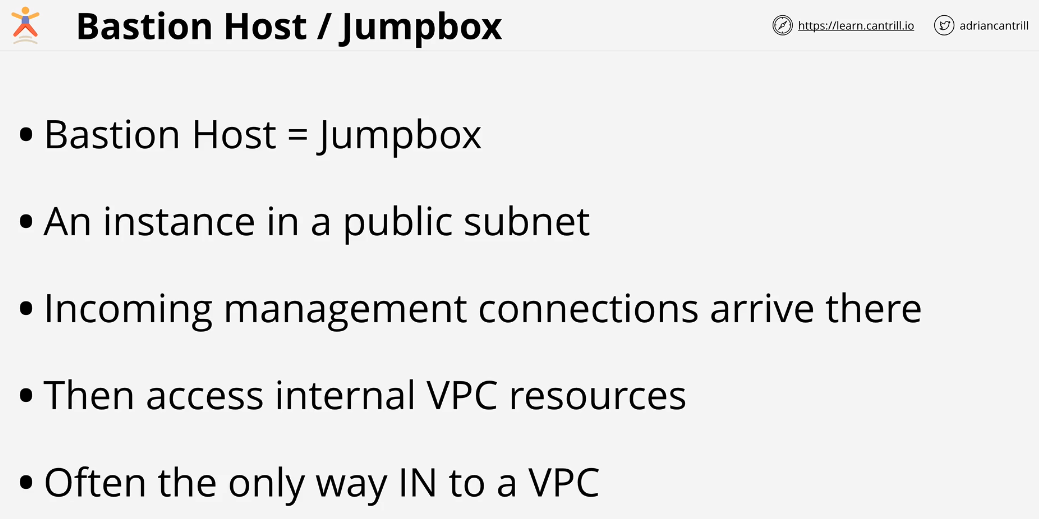 Bastion Host / Jumpbox
https://learn.cantrill.io
adriancantrill
• Bastion Host = Jumpbox
• An instance in a public subnet
• Incoming management connections arrive there
• Then access internal VPC resources
• Often the only way IN to a VPC